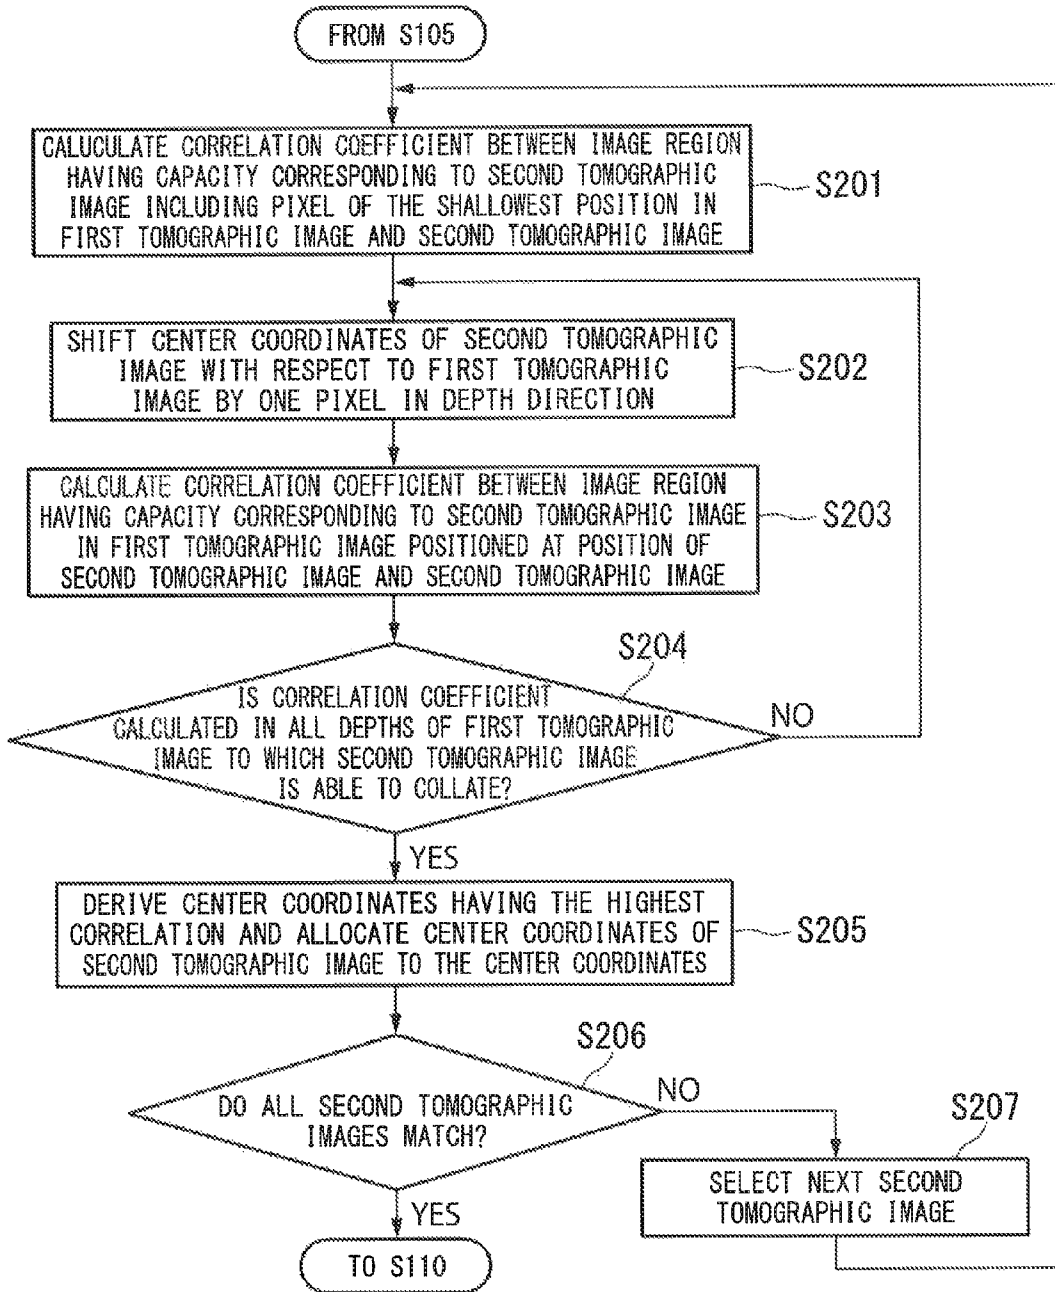 FROM S105
CALUCULATE CORRELATION COEFFICIENT BETWEEN IMAGE REGION
HAVING CAPACITY CORRESPONDING TO SECOND TOMOGRAPHIC
IMAGE INCLUDING PIXEL OF THE SHALLOWEST POSITION IN
FIRST TOMOGRAPHIC IMAGE AND SECOND TOMOGRAPHIC IMAGE
S201
SHIFT CENTER COORDINATES OF SECOND TOMOGRAPHIC
IMAGE WITH RESPECT TO FIRST TOMOGRAPHIC
IMAGE BY ONE PIXEL IN DEPTH DIRECTION
S202
CALCULATE CORRELATION COEFFICIENT BETWEEN IMAGE REGION
HAVING CAPACITY CORRESPONDING TO SECOND TOMOGRAPHIC IMAGE
IN FIRST TOMOGRAPHIC IMAGE POSITIONED AT POSITION OF
SECOND TOMOGRAPHIC IMAGE AND SECOND TOMOGRAPHIC IMAGE
S203
S204
IS CORRELATION COEFFICIENT
CALCULATED IN ALL DEPTHS OF FIRST TOMOGRAPHIC
IMAGE TO WHICH SECOND TOMOGRAPHIC IMAGE
IS ABLE TO COLLATE?
NO
YES
DERIVE CENTER COORDINATES HAVING THE HIGHEST
CORRELATION AND ALLOCATE CENTER COORDINATES OF
SECOND TOMOGRAPHIC IMAGE TO THE CENTER COORDINATES
S205
S206
DO ALL SECOND TOMOGRAPHIC
IMAGES MATCH?
NO
S207
SELECT NEXT SECOND
TOMOGRAPHIC IMAGE
YES
TO S110